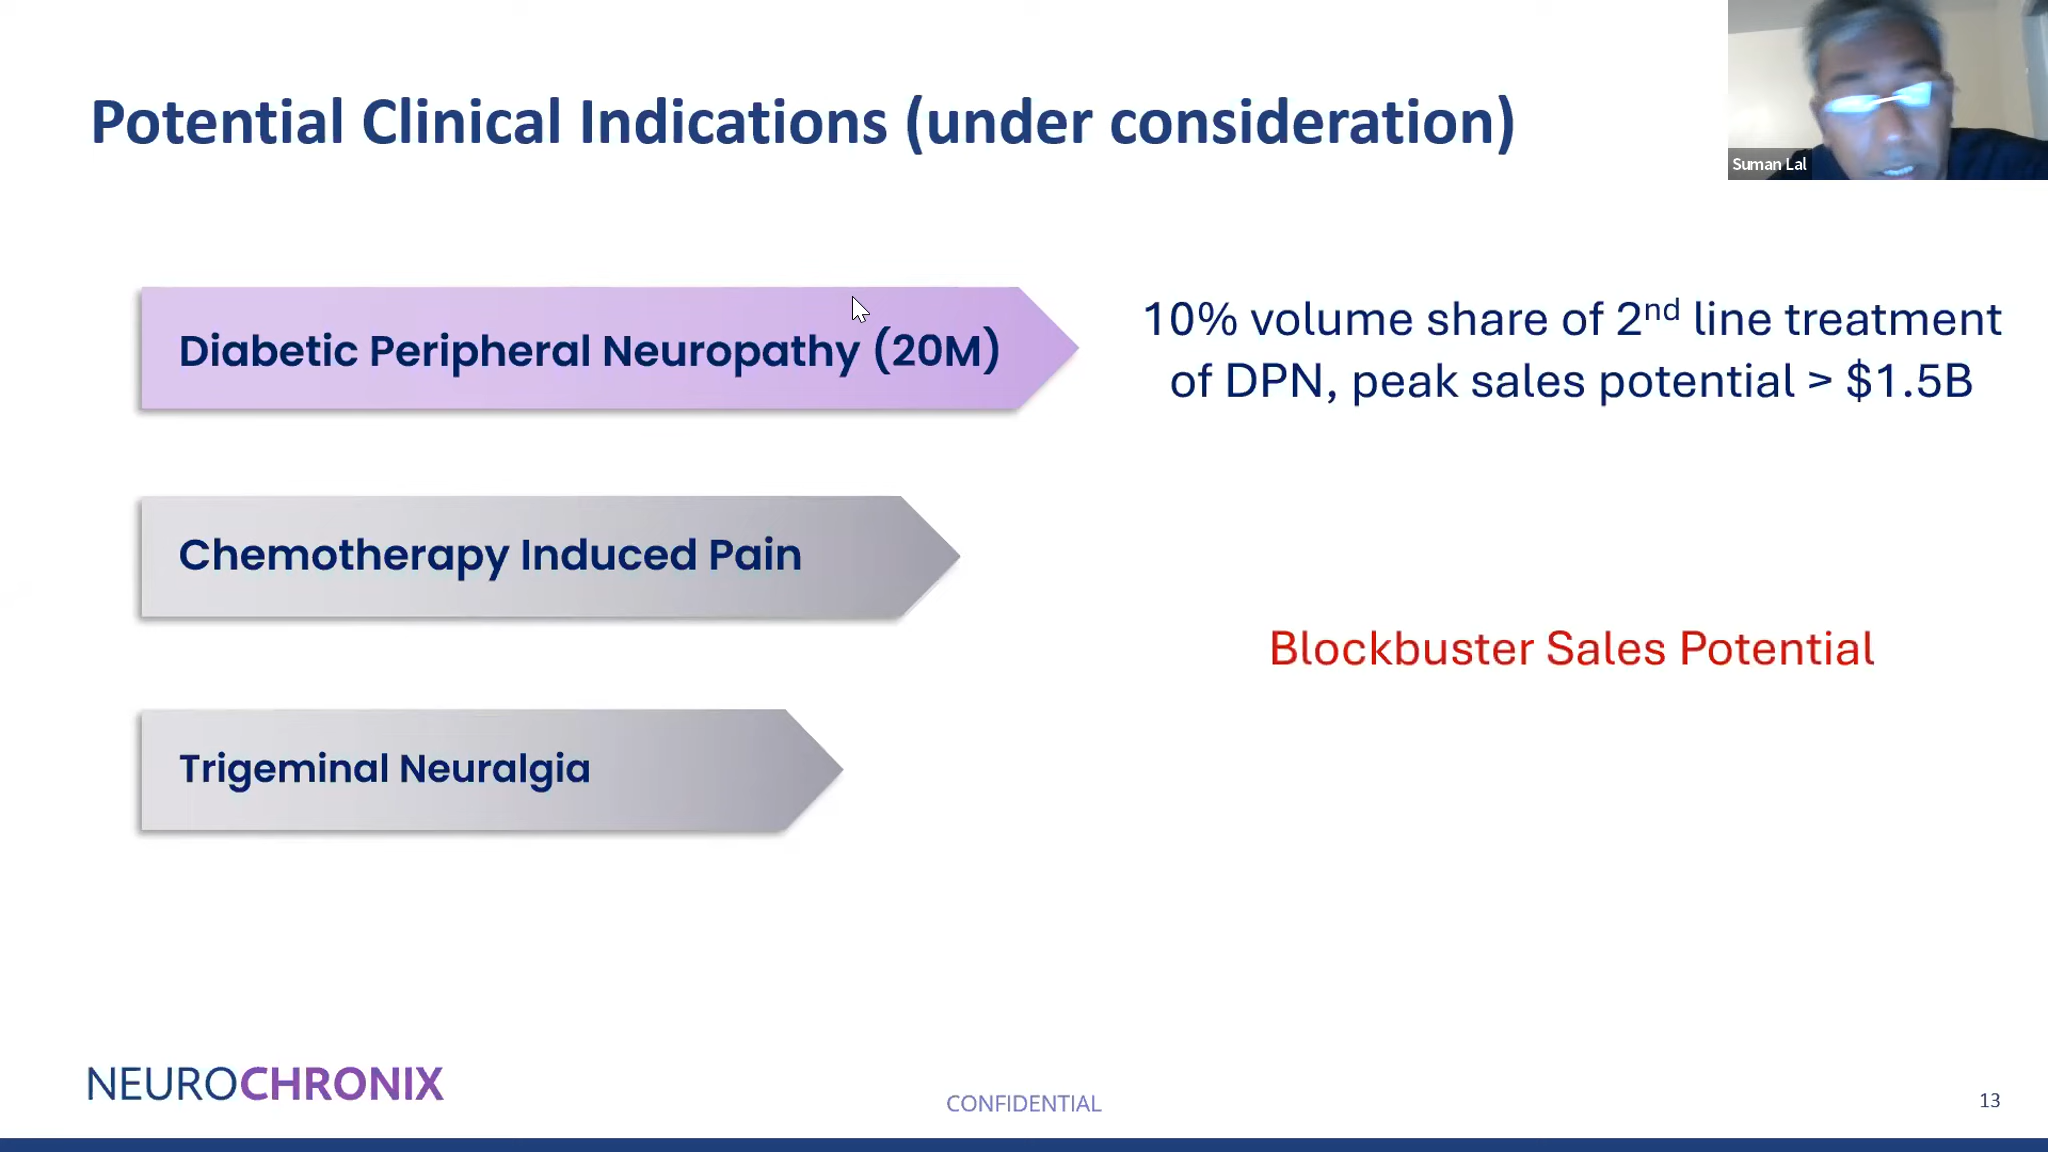 Potential Clinical Indications (under consideration)
Suman Lal
Diabetic Peripheral Neuropathy (20M)
10% volume share of 2nd line treatment
of DPN, peak sales potential > $1.5B
Chemotherapy Induced Pain
Blockbuster Sales Potential
Trigeminal Neuralgia
NEUROCHRONIX
CONFIDENTIAL
13